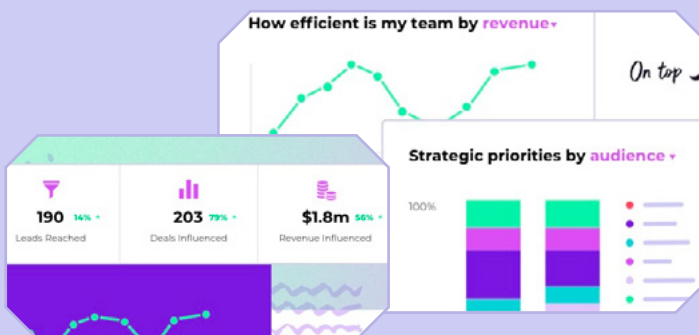 How efficient is my team by revenue
On top
Strategic priorities by audience
100%
190 14%
203 79%
$1.8m 56%
Leads Reached
Deals Influenced
Revenue Influenced